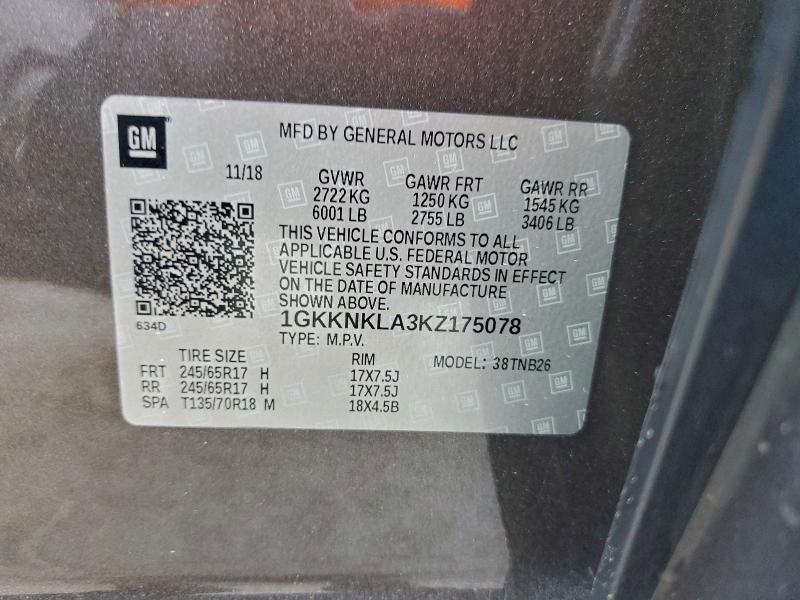 GM
MFD BY GENERAL MOTORS LLC
11/18
GVWR GAWR FRT GAWR RR
2722 KG 1250 KG 1545 KG
6001 LB 2755 LB 3406 LB
THIS VEHICLE CONFORMS TO ALL
APPLICABLE U.S. FEDERAL MOTOR
VEHICLE SAFETY STANDARDS IN EFFECT
ON THE DATE OF MANUFACTURE
SHOWN ABOVE.
634D
1GKKNKLA3KZ175078
TYPE: M.P.V.
TIRE SIZE RIM MODEL: 38TNB26
FRT 245/65R17 H 17X7.5J
RR 245/65R17 H 17X7.5J
SPA T135/70R18 M 18X4.5B